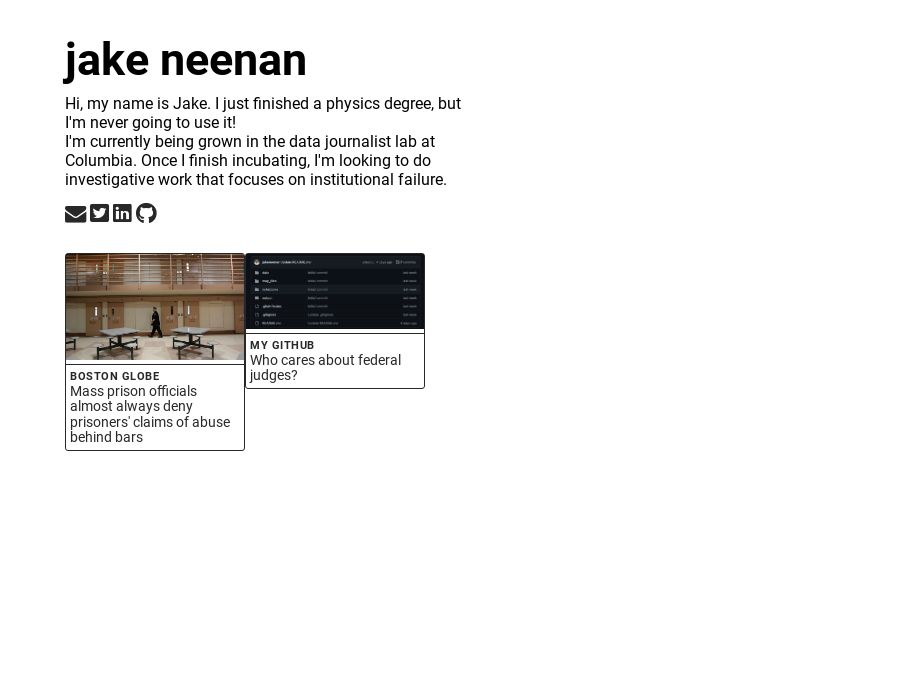 jake neenan
Hi, my name is Jake. I just finished a physics degree, but
I'm never going to use it!
I'm currently being grown in the data journalist lab at
Columbia. Once I finish incubating, I'm looking to do
investigative work that focuses on institutional failure.
BOSTON GLOBE
Mass prison officials
almost always deny
prisoners' claims of abuse
behind bars
MY GITHUB
Who cares about federal
judges?